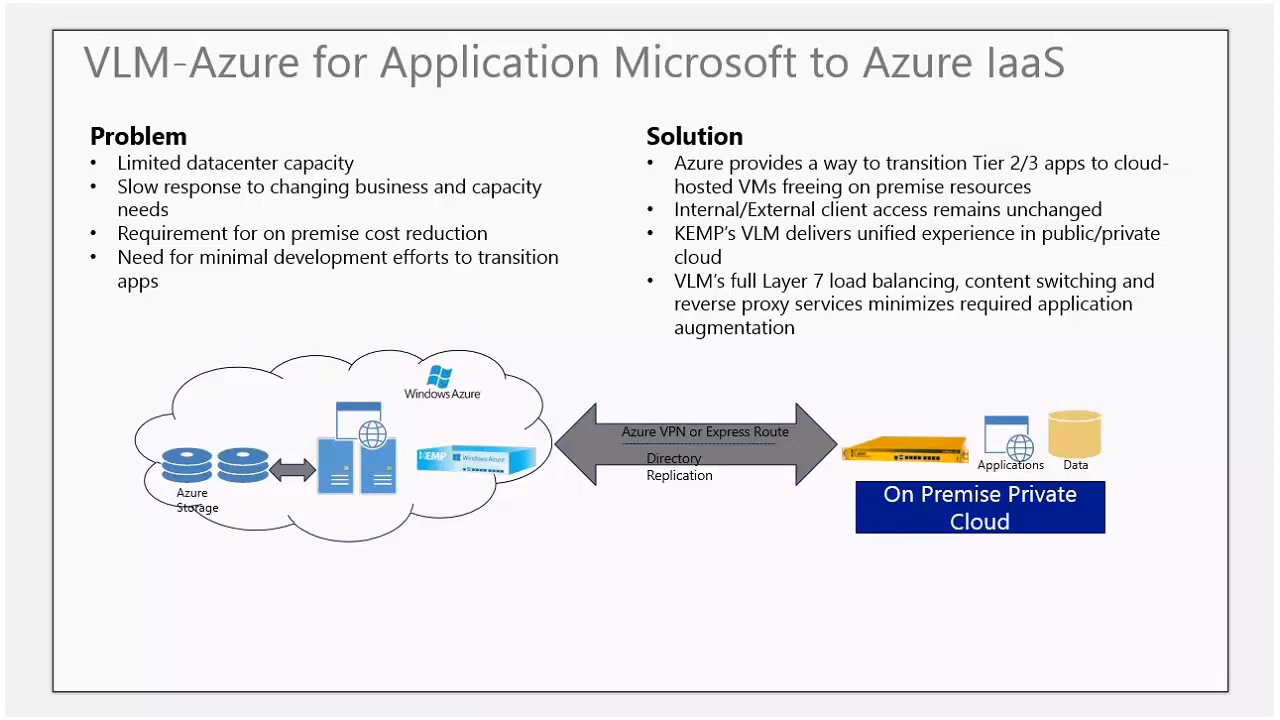 VLM-Azure for Application Microsoft to Azure IaaS
Problem
• Limited datacenter capacity
• Slow response to changing business and capacity
needs
• Requirement for on premise cost reduction
• Need for minimal development efforts to transition
apps
Solution
• Azure provides a way to transition Tier 2/3 apps to cloud-
hosted VMs freeing on premise resources
• Internal/External client access remains unchanged
• KEMP's VLM delivers unified experience in public/private
cloud
• VLM's full Layer 7 load balancing, content switching and
reverse proxy services minimizes required application
augmentation
Windows Azure
Azure
Storage
KEMP Windows Azure
Azure VPN or Express Route
Directory
Replication
Applications
Data
On Premise Private
Cloud